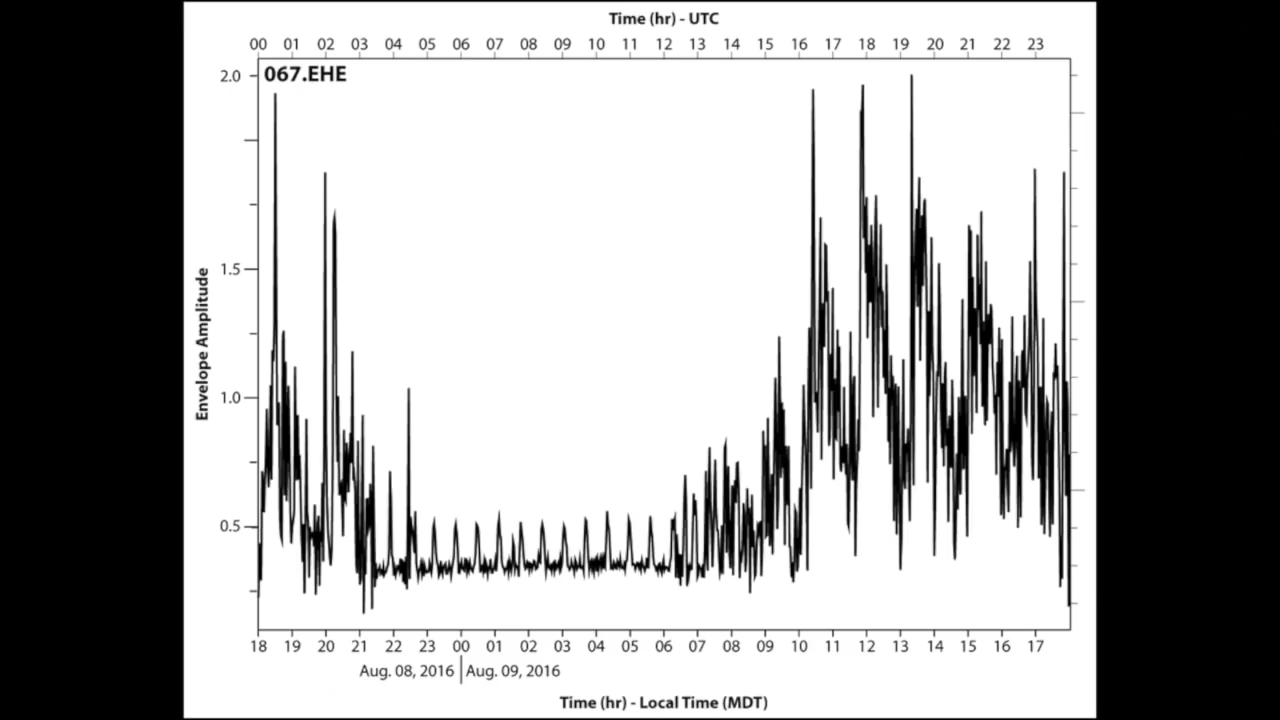 Time (hr) - UTC
00 01 02 03 04 05 06 07 08 09 10 11 12 13 14 15 16 17 18 19 20 21 22 23
067.EHE
2.0
1.5
1.0
0.5
Envelope Amplitude
18 19 20 21 22 23 00 01 02 03 04 05 06 07 08 09 10 11 12 13 14 15 16 17
Aug. 08, 2016 Aug. 09, 2016
Time (hr) - Local Time (MDT)